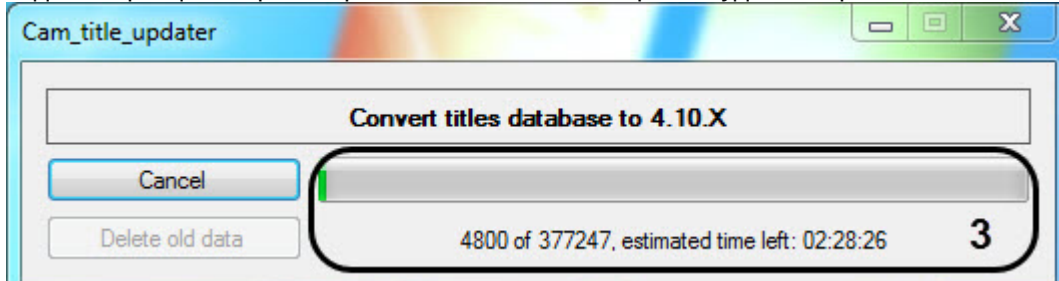 Cam_title_updater
Convert titles database to 4.10.X
Cancel
Delete old data
4800 of 377247, estimated time left: 02:28:26
3